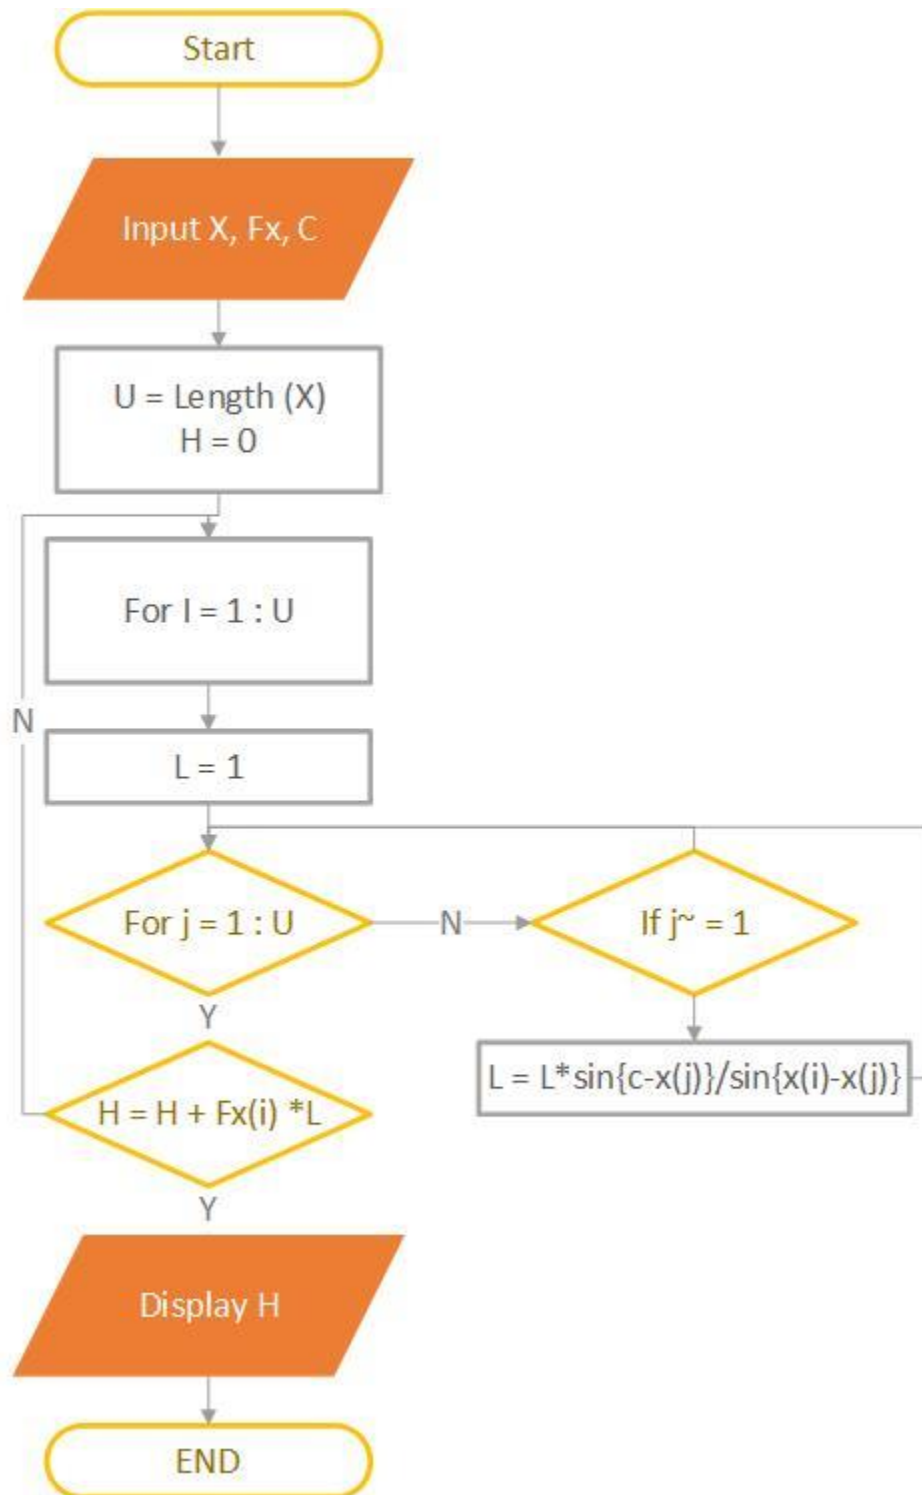 Start
Input X, Fx, C
U = Length (X)
H = 0
For I = 1 : U
N
L = 1
For j = 1 : U
N
If j~ = 1
Y
L = L*sin{c-x(j)}/sin{x(i)-x(j)}
H = H + Fx(i) *L
Y
Display H
END